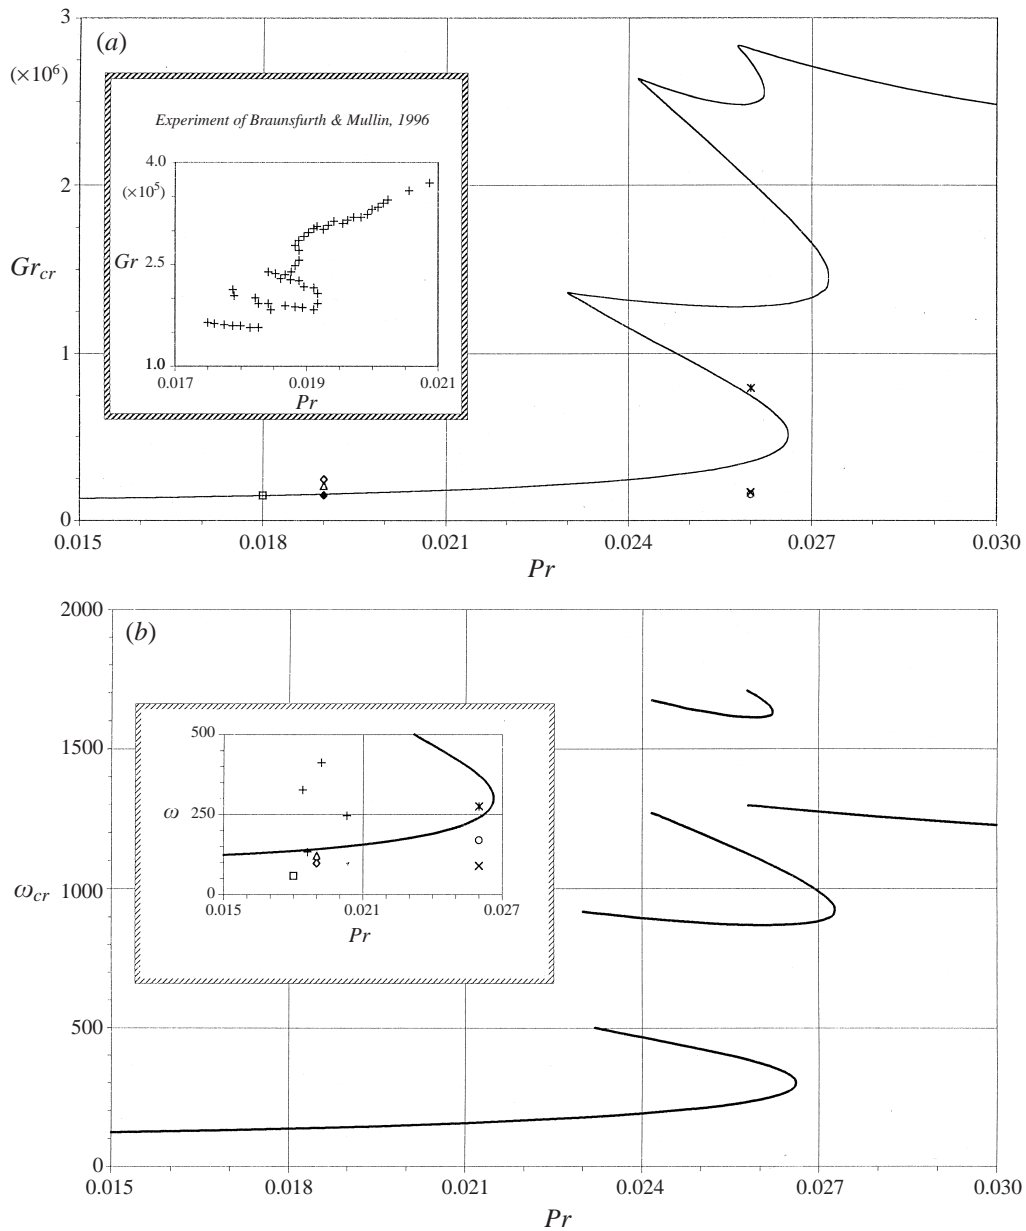 3
(a)
(×10⁶)
Experiment of Braunsfurth & Mullin, 1996
4.0
(×10⁵)
Gr 2.5
1.0
0.017 0.019 0.021
Pr
2
Gr_cr
1
0
0.015 0.018 0.021 0.024 0.027 0.030
Pr
2000
(b)
1500
500
ω 250
0
0.015 0.021 0.027
Pr
ω_cr 1000
500
0
0.015 0.018 0.021 0.024 0.027 0.030
Pr